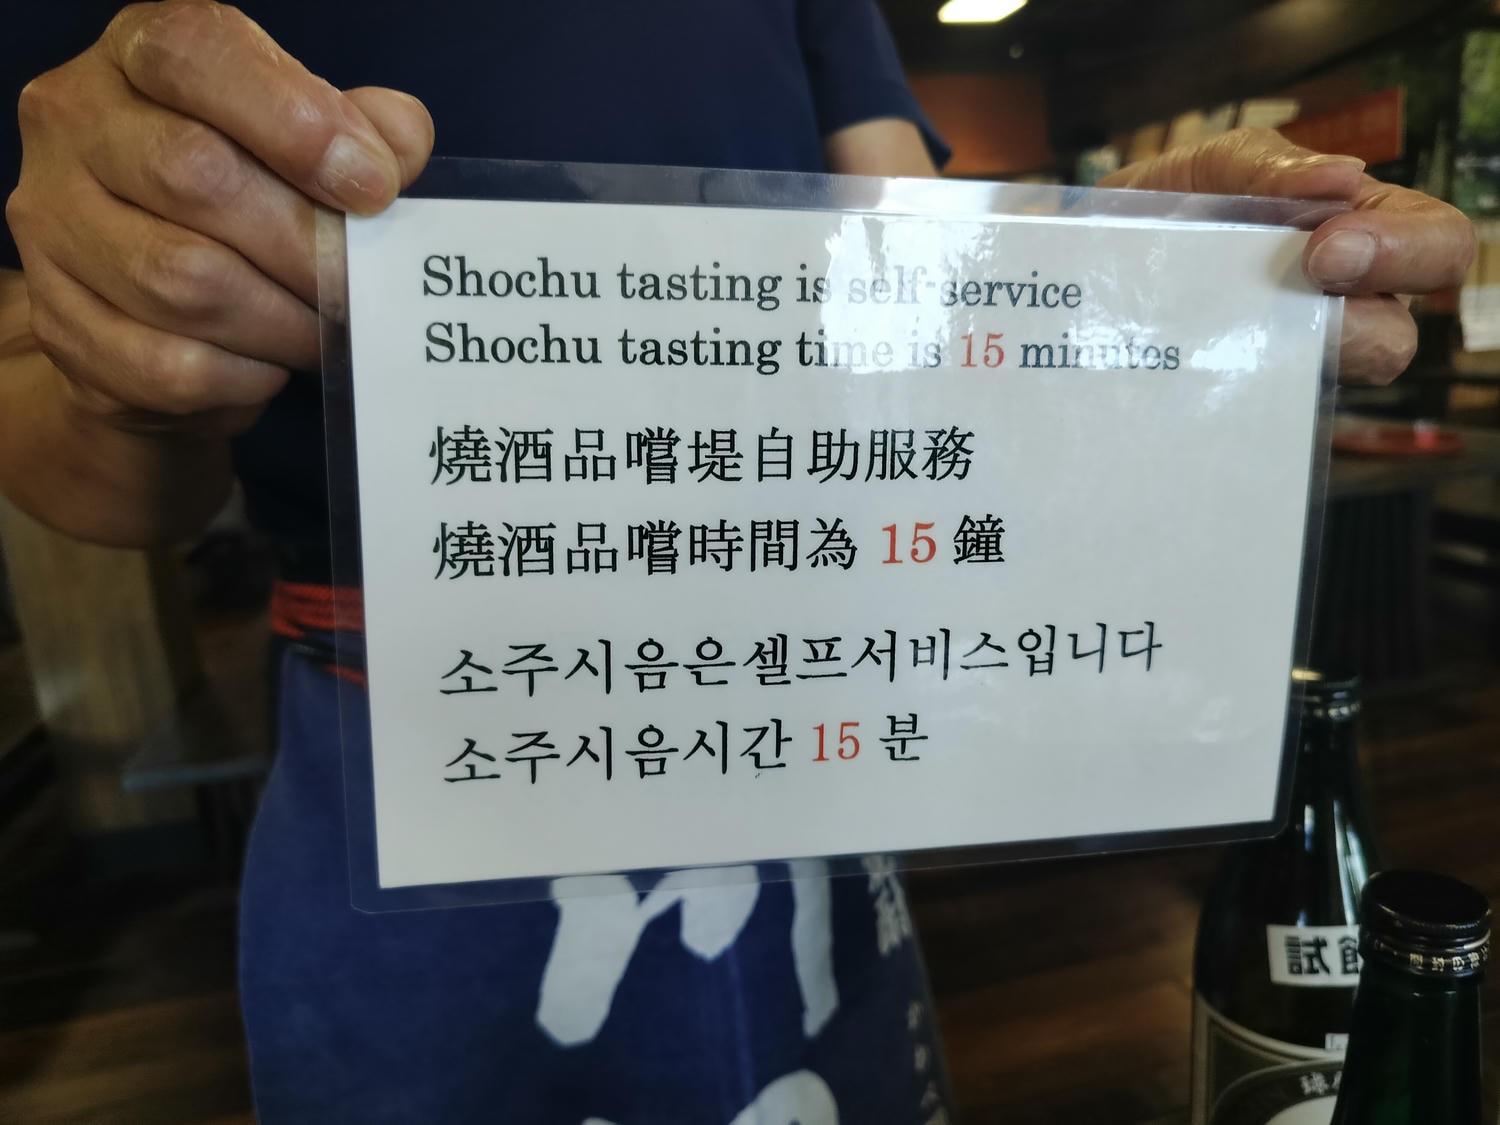 Shochu tasting is self-service
Shochu tasting time is 15 minutes
燒酒品嚐堤自助服務
燒酒品嚐時間為 15 鐘
소주시음은셀프서비스입니다
소주시음시간 15 분
試
球